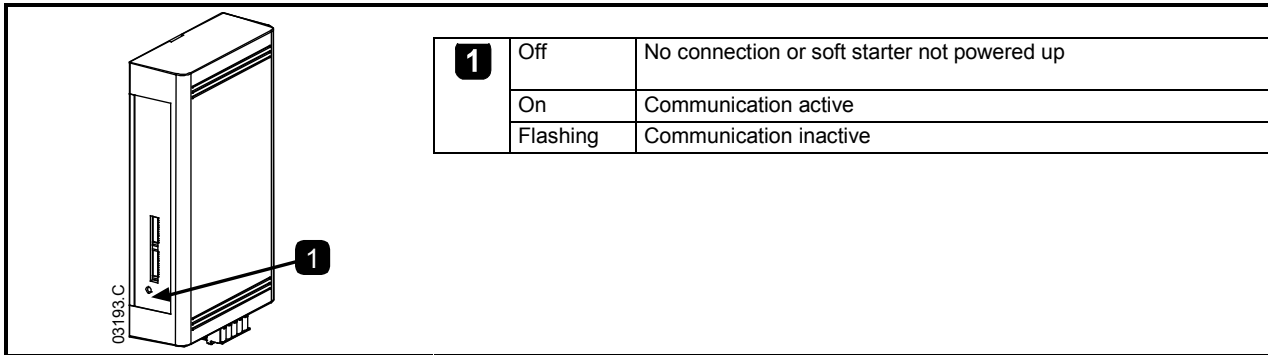 1
03193.C
1 Off No connection or soft starter not powered up
On Communication active
Flashing Communication inactive